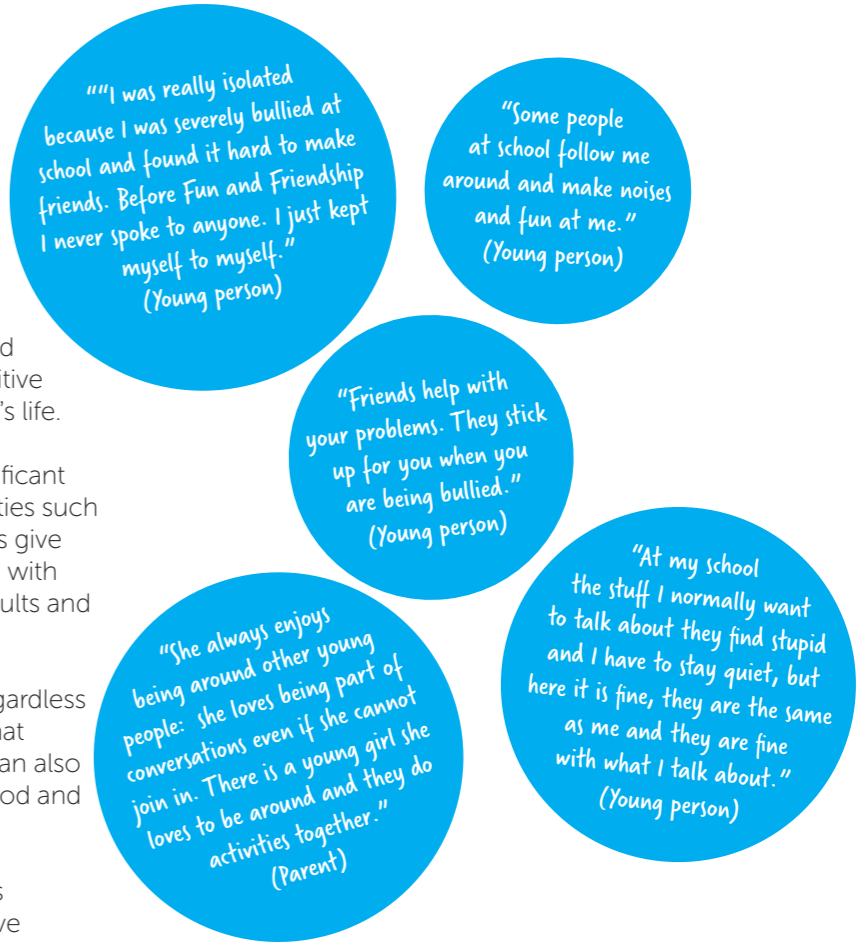 ““I was really isolated
because I was severely bullied at
school and found it hard to make
friends. Before Fun and Friendship
I never spoke to anyone. I just kept
myself to myself.”
(Young person)
“Some people
at school follow me
around and make noises
and fun at me.”
(Young person)
“Friends help with
your problems. They stick
up for you when you
are being bullied.”
(Young person)
“At my school
the stuff I normally want
to talk about they find stupid
and I have to stay quiet, but
here it is fine, they are the same
as me and they are fine
with what I talk about.”
(Young person)
“She always enjoys
being around other young
people: she loves being part of
conversations even if she cannot
join in. There is a young girl she
loves to be around and they do
activities together.”
(Parent)
d
itive
’s life.
ficant
ties such
s give
with
ults and
gardless
nat
an also
od and
s
ve